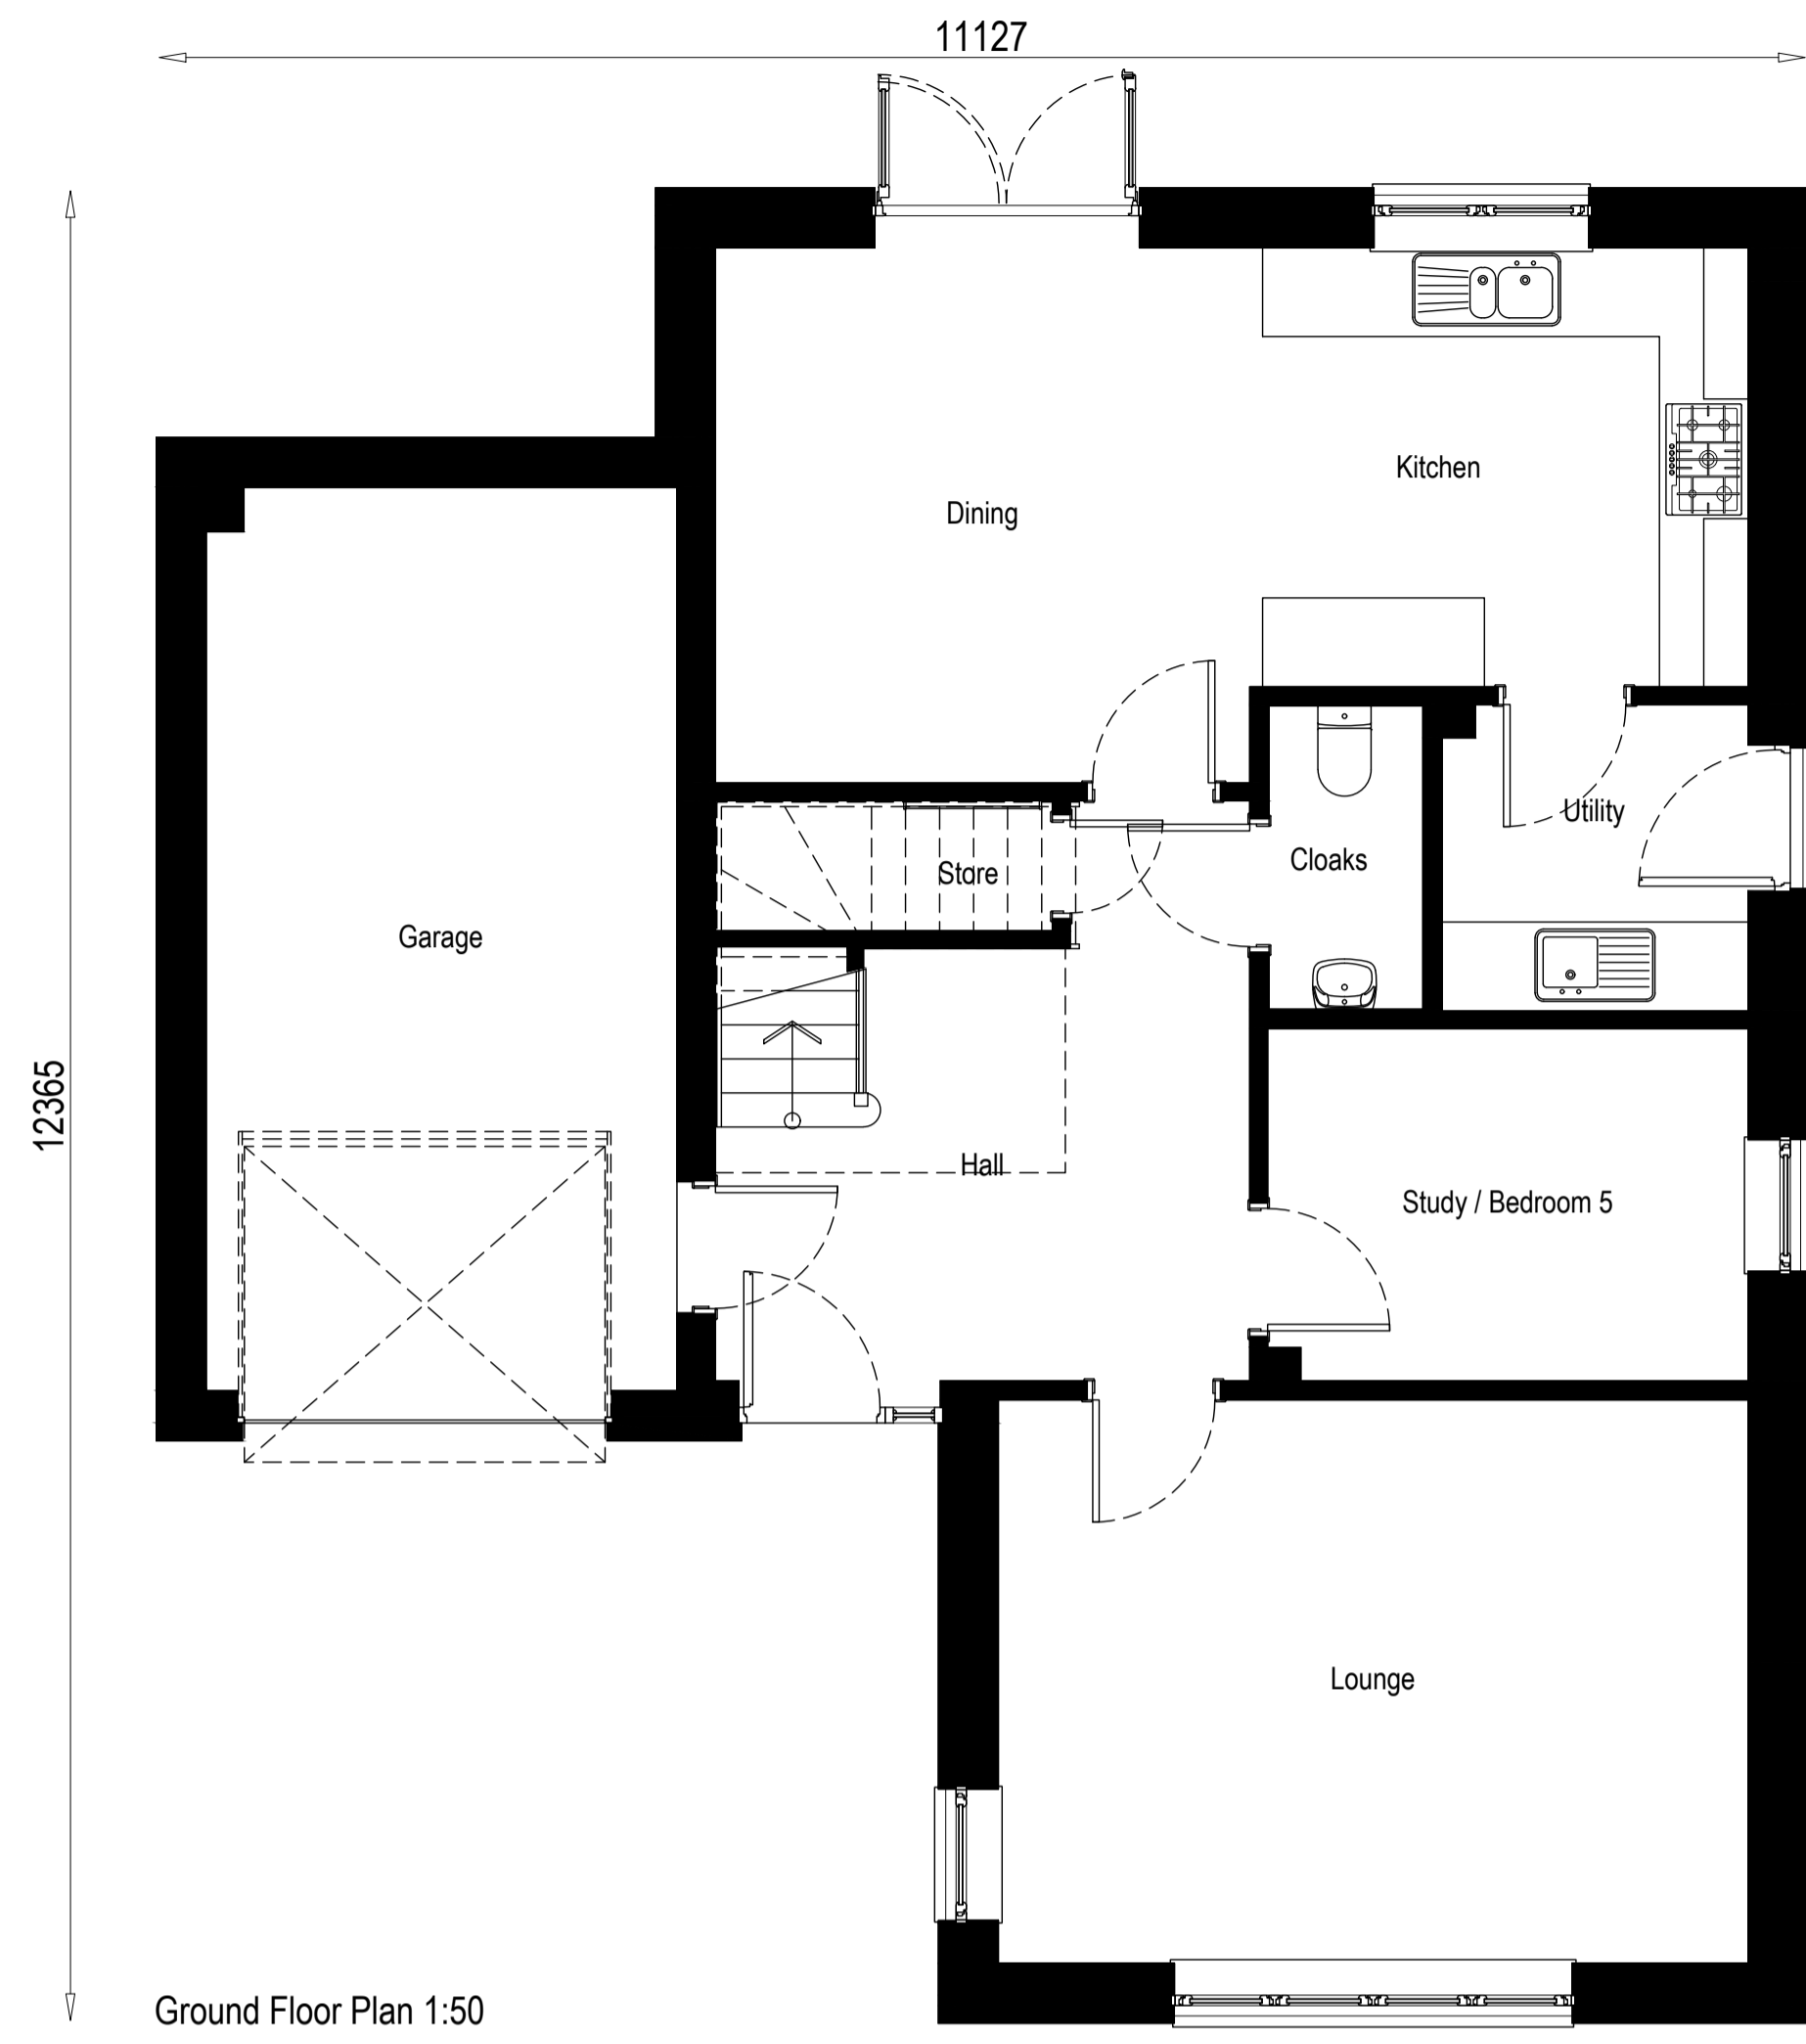 11127
Kitchen
Dining
Utility
Cloaks
Store
Garage
12365
Hall
Study / Bedroom 5
Lounge
Ground Floor Plan 1:50